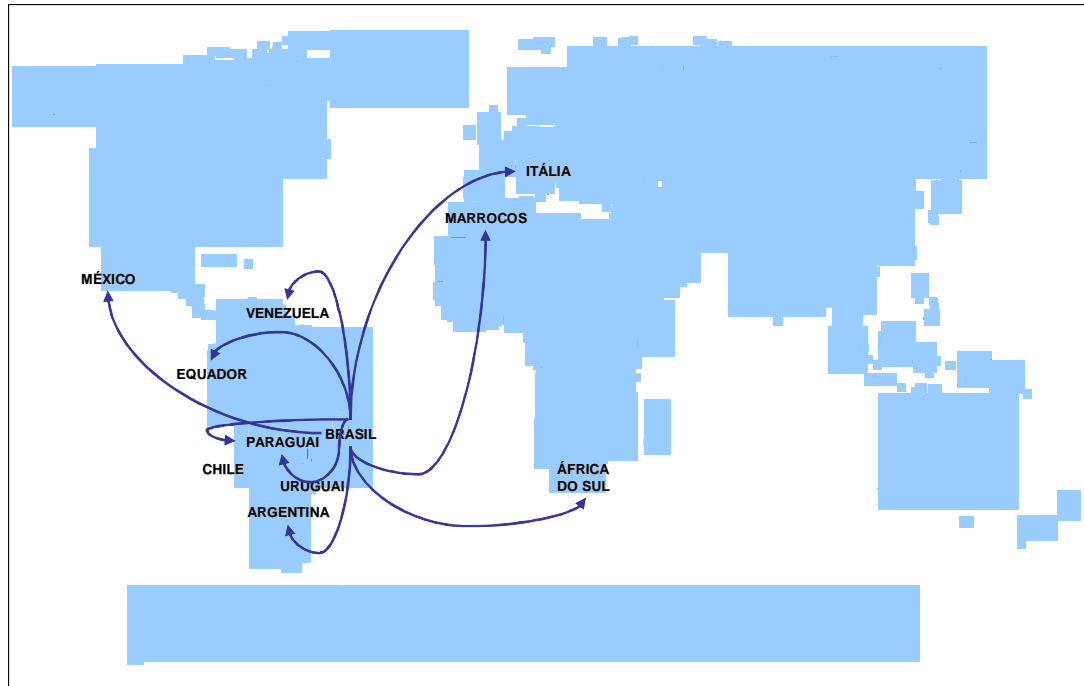 ITÁLIA
MARROCOS
MÉXICO
VENEZUELA
EQUADOR
BRASIL
PARAGUAI
CHILE
ÁFRICA
DO SUL
URUGUAI
ARGENTINA